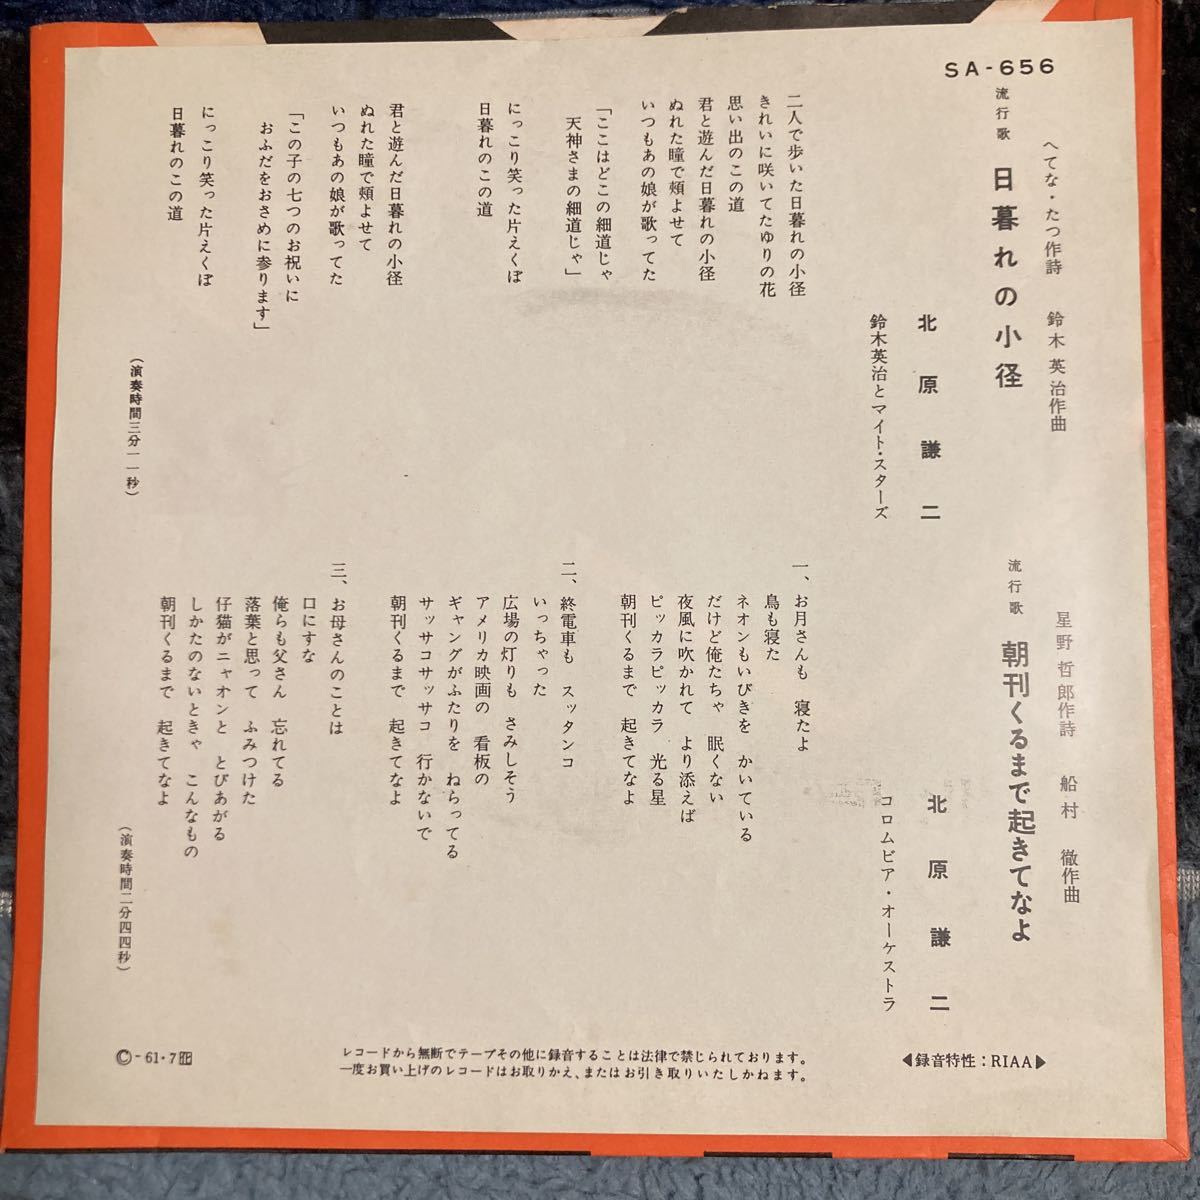 SA-656
へてな・たつ作詩　鈴木英治作曲
流行歌　日暮れの小径
北原謙二
鈴木英治とマイト・スターズ
二人で歩いた日暮れの小径
きれいに咲いてたゆりの花
思い出のこの道
君と遊んだ日暮れの小径
ぬれた瞳で頬よせて
いつもあの娘が歌ってた
「ここはどこの細道じゃ
天神さまの細道じゃ」
にっこり笑った片えくぼ
日暮れのこの道
君と遊んだ日暮れの小径
ぬれた瞳で頬よせて
いつもあの娘が歌ってた
「この子の七つのお祝いに
おふだをおさめに参ります」
にっこり笑った片えくぼ
日暮れのこの道
（演奏時間三分一一秒）
星野哲郎作詩　船村　徹作曲
流行歌　朝刊くるまで起きてなよ
北原謙二
コロムビア・オーケストラ
一、お月さんも　寝たよ
鳥も寝た
ネオンもいびきを　かいている
だけど俺たちゃ　眠くない
夜風に吹かれて　より添えば
ピッカラピッカラ　光る星
朝刊くるまで　起きてなよ
二、終電車も　スッタンコ
いっちゃった
広場の灯りも　さみしそう
アメリカ映画の　看板の
ギャングがふたりを　ねらってる
サッサコサッサコ　行かないで
朝刊くるまで　起きてなよ
三、お母さんのことは
口にすな
俺らも父さん　忘れてる
落葉と思って　ふみつけた
仔猫がニャオンと　とびあがる
しかたのないときゃ　こんなもの
朝刊くるまで　起きてなよ
（演奏時間二分四四秒）
◀録音特性：RIAA▶
レコードから無断でテープその他に録音することは法律で禁じられております。
一度お買い上げのレコードはお取りかえ、またはお引き取りいたしかねます。
©-61・7